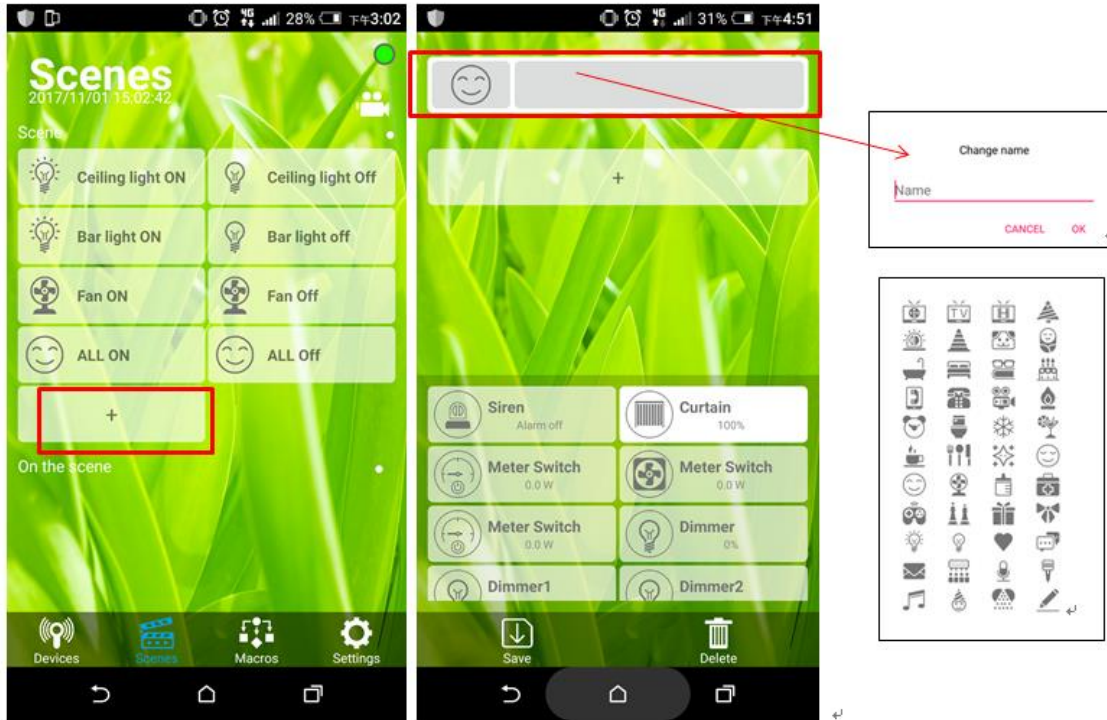 28% 下午3:02
Scenes
2017/11/01 15:02:42
Scene
Ceiling light ON
Ceiling light Off
Bar light ON
Bar light off
Fan ON
Fan Off
ALL ON
ALL Off
+
On the scene
Devices
Scenes
Macros
Settings
4G 31% 下午4:51
+
Siren
Alarm off
Curtain
100%
Meter Switch
0.0 W
Meter Switch
0.0 W
Meter Switch
0.0 W
Dimmer
0%
Dimmer1
Dimmer2
Save
Delete
Change name
Name
CANCEL OK
TV